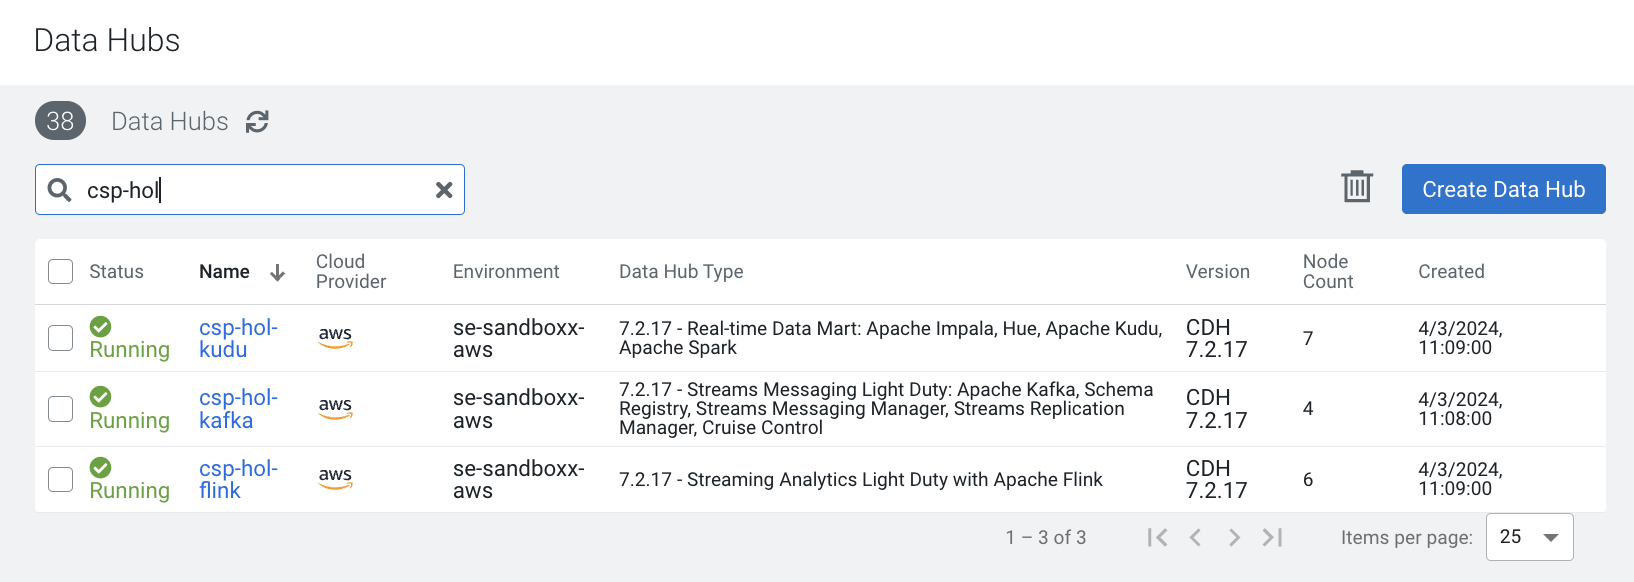 Data Hubs
38 Data Hubs
csp-hol
Create Data Hub
Status Name Cloud Provider Environment Data Hub Type Version Node Count Created
Running csp-hol-kudu aws se-sandboxx-aws 7.2.17 - Real-time Data Mart: Apache Impala, Hue, Apache Kudu, Apache Spark CDH 7.2.17 7 4/3/2024, 11:09:00
Running csp-hol-kafka aws se-sandboxx-aws 7.2.17 - Streams Messaging Light Duty: Apache Kafka, Schema Registry, Streams Messaging Manager, Streams Replication Manager, Cruise Control CDH 7.2.17 4 4/3/2024, 11:08:00
Running csp-hol-flink aws se-sandboxx-aws 7.2.17 - Streaming Analytics Light Duty with Apache Flink CDH 7.2.17 6 4/3/2024, 11:09:00
1 – 3 of 3 Items per page: 25